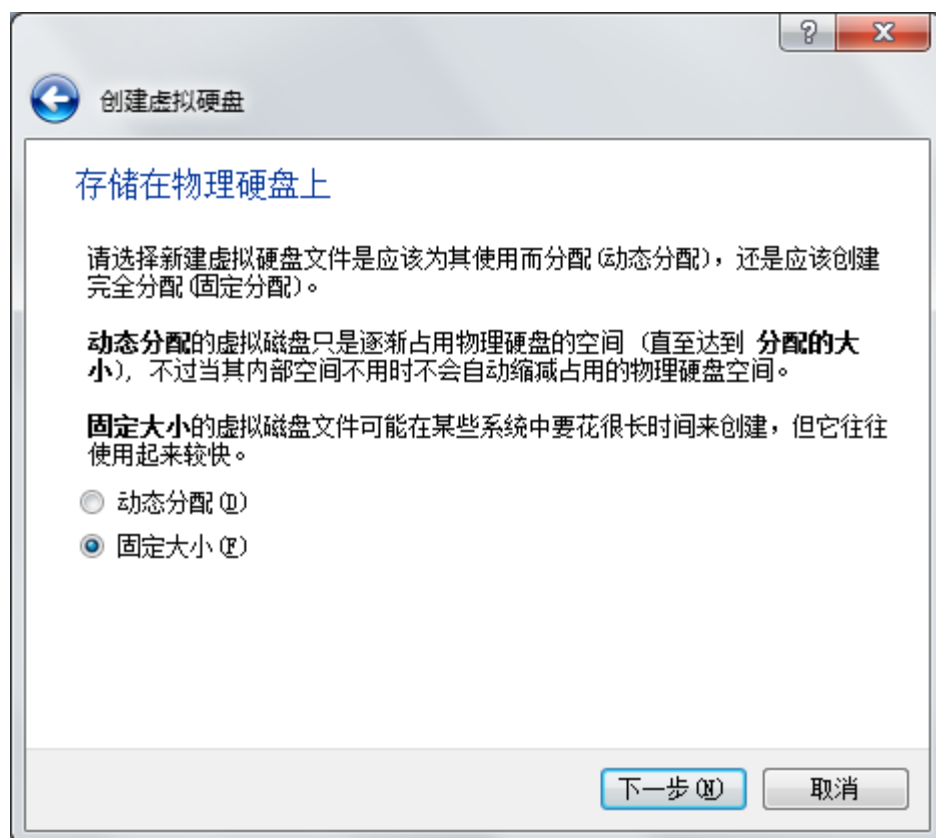 创建虚拟硬盘
存储在物理硬盘上
请选择新建虚拟硬盘文件是应该为其使用而分配(动态分配)，还是应该创建
完全分配(固定分配)。
动态分配的虚拟磁盘只是逐渐占用物理硬盘的空间（直至达到 分配的大
小），不过当其内部空间不用时不会自动缩减占用的物理硬盘空间。
固定大小的虚拟磁盘文件可能在某些系统中要花很长时间来创建，但它往往
使用起来较快。
动态分配(D)
固定大小(F)
下一步(N)
取消